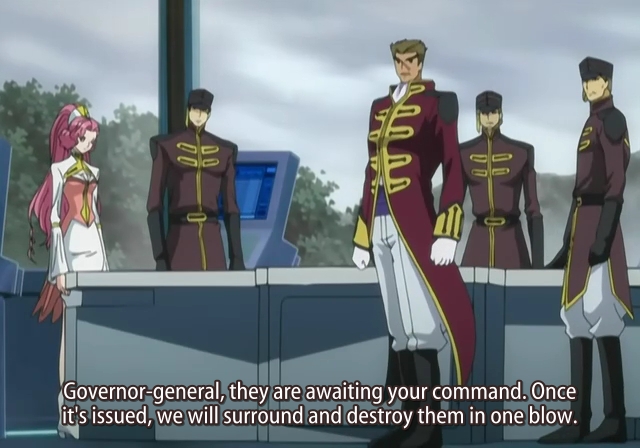 Governor-general, they are awaiting your command. Once
it's issued, we will surround and destroy them in one blow.